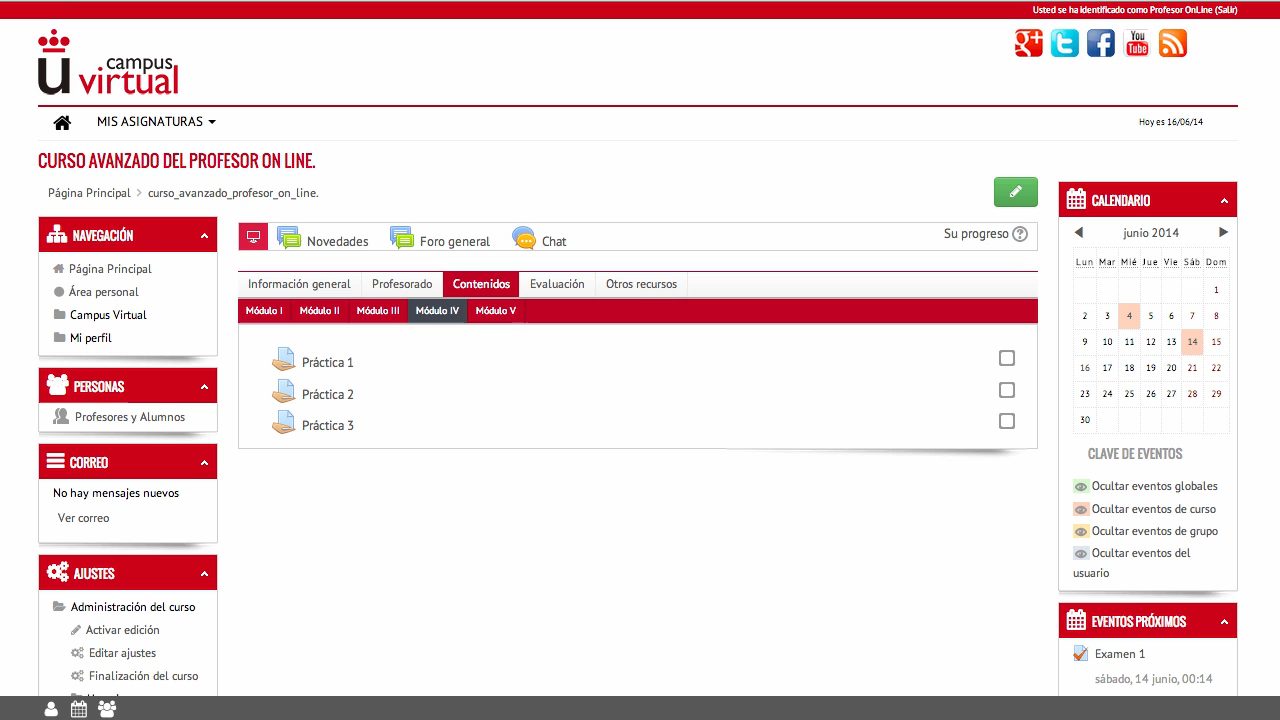 Usted se ha identificado como Profesor OnLine (Salir)
campus
virtual
You
Tube
MIS ASIGNATURAS
Hoy es 16/06/14
CURSO AVANZADO DEL PROFESOR ON LINE.
Página Principal > curso_avanzado_profesor_on_line.
NAVEGACIÓN
Página Principal
Área personal
Campus Virtual
Mi perfil
PERSONAS
Profesores y Alumnos
CORREO
No hay mensajes nuevos
Ver correo
AJUSTES
Administración del curso
Activar edición
Editar ajustes
Finalización del curso
Novedades Foro general Chat Su progreso
Información general Profesorado Contenidos Evaluación Otros recursos
Módulo I Módulo II Módulo III Módulo IV Módulo V
Práctica 1
Práctica 2
Práctica 3
CALENDARIO
junio 2014
Lun Mar Mié Jue Vie Sáb Dom
1
2 3 4 5 6 7 8
9 10 11 12 13 14 15
16 17 18 19 20 21 22
23 24 25 26 27 28 29
30
CLAVE DE EVENTOS
Ocultar eventos globales
Ocultar eventos de curso
Ocultar eventos de grupo
Ocultar eventos del
usuario
EVENTOS PRÓXIMOS
Examen 1
sábado, 14 junio, 00:14